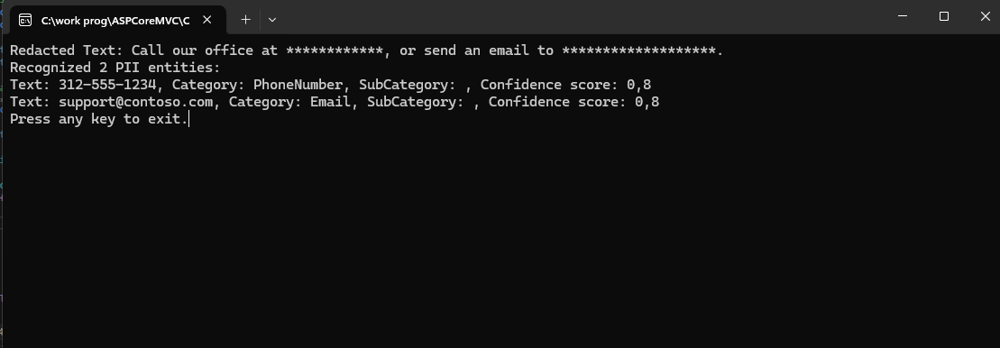 C:\work prog\ASPCoreMVC\C
Redacted Text: Call our office at ************, or send an email to *******************.
Recognized 2 PII entities:
Text: 312-555-1234, Category: PhoneNumber, SubCategory: , Confidence score: 0,8
Text: support@contoso.com, Category: Email, SubCategory: , Confidence score: 0,8
Press any key to exit.